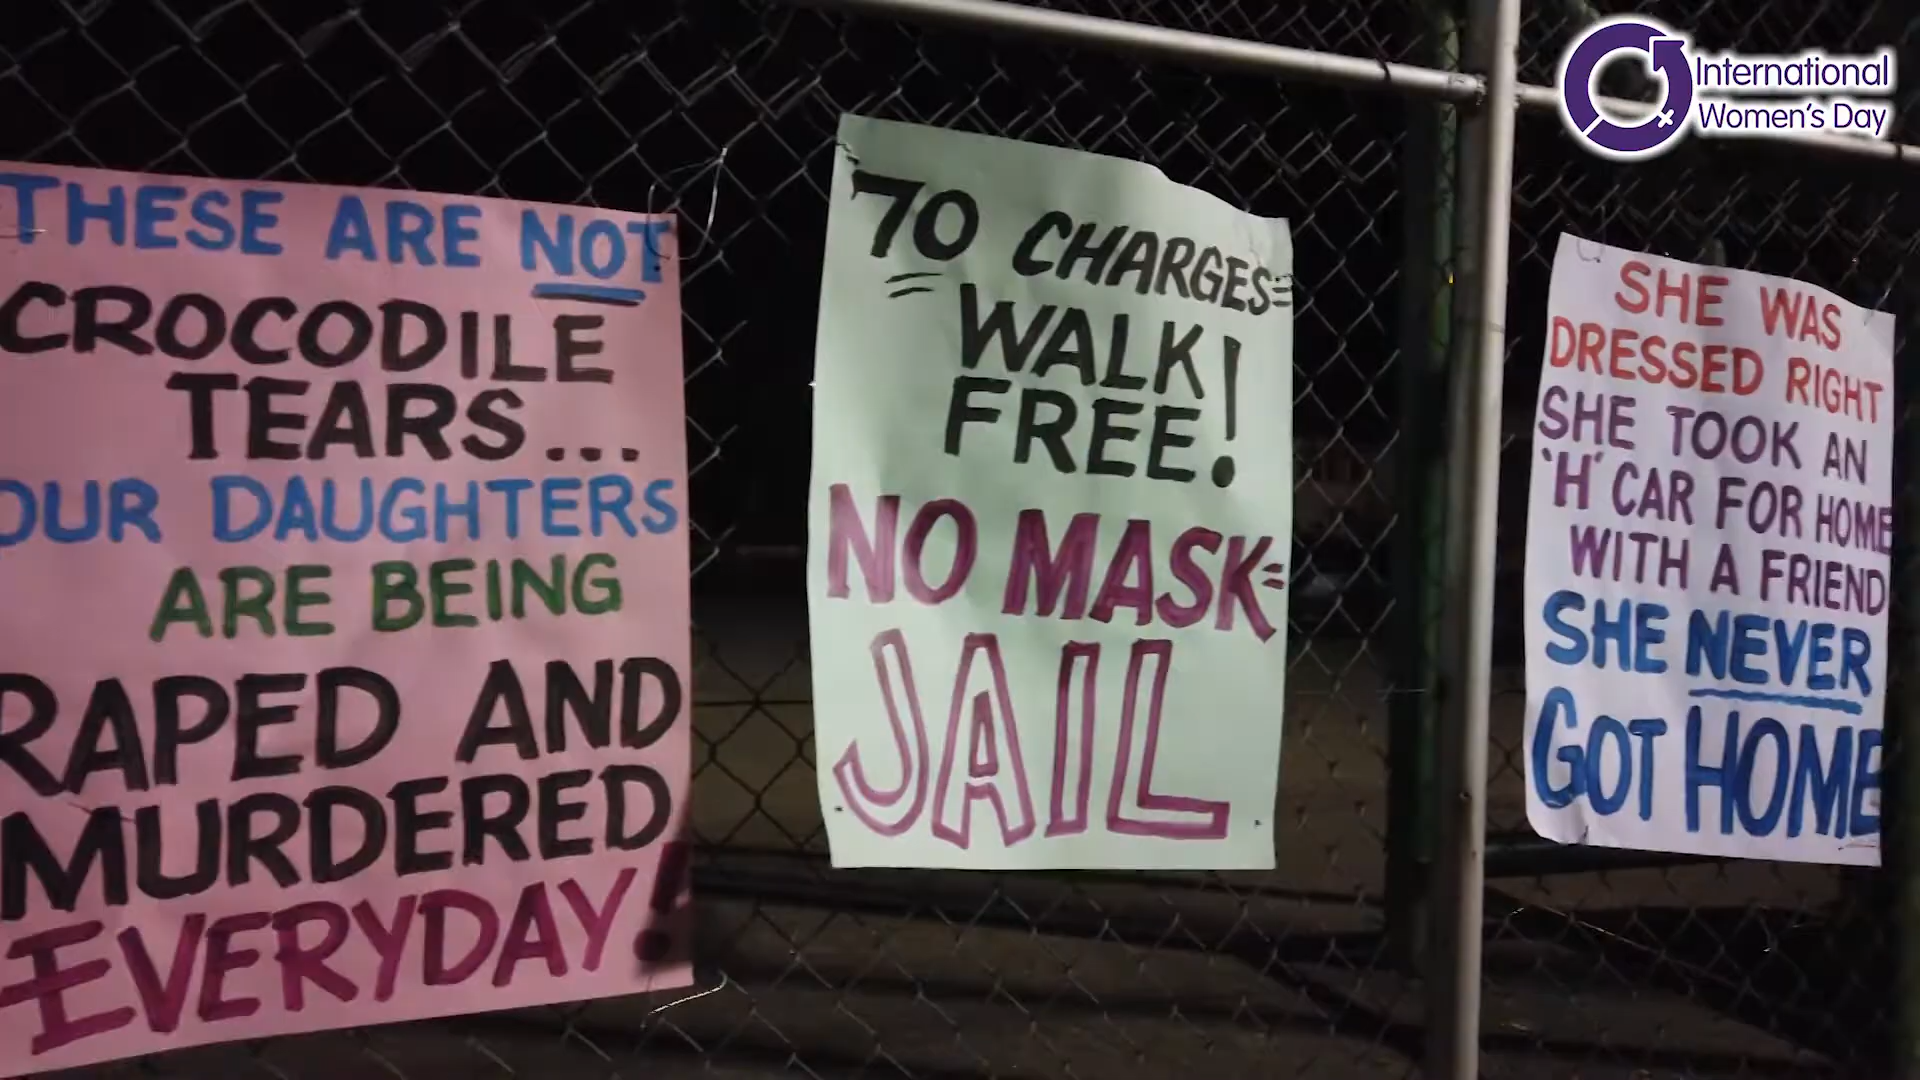 THESE ARE NOT
CROCODILE
TEARS...
OUR DAUGHTERS
ARE BEING
RAPED AND
MURDERED
EVERYDAY!
70 CHARGES=
WALK
FREE!
NO MASK=
JAIL
SHE WAS
DRESSED RIGHT
SHE TOOK AN
'H' CAR FOR HOME
WITH A FRIEND
SHE NEVER
GOT HOME
International
Women's Day